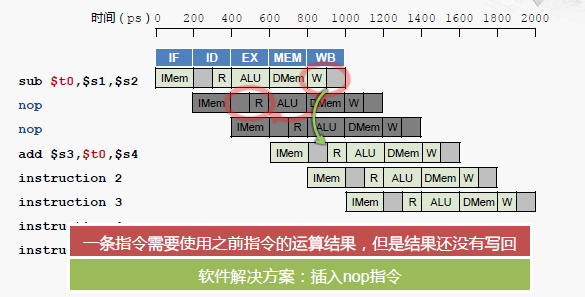 时间（ps） 0 200 400 600 800 1000 1200 1400 1600 1800 2000
IF ID EX MEM WB
sub $t0,$s1,$s2 IMem R ALU DMem W
nop IMem R ALU DMem W
nop IMem R ALU DMem W
add $s3,$t0,$s4 IMem R ALU DMem W
instruction 2 IMem R ALU DMem W
instruction 3 IMem R ALU DMem W
instru
instru
一条指令需要使用之前指令的运算结果，但是结果还没有写回
软件解决方案：插入nop指令